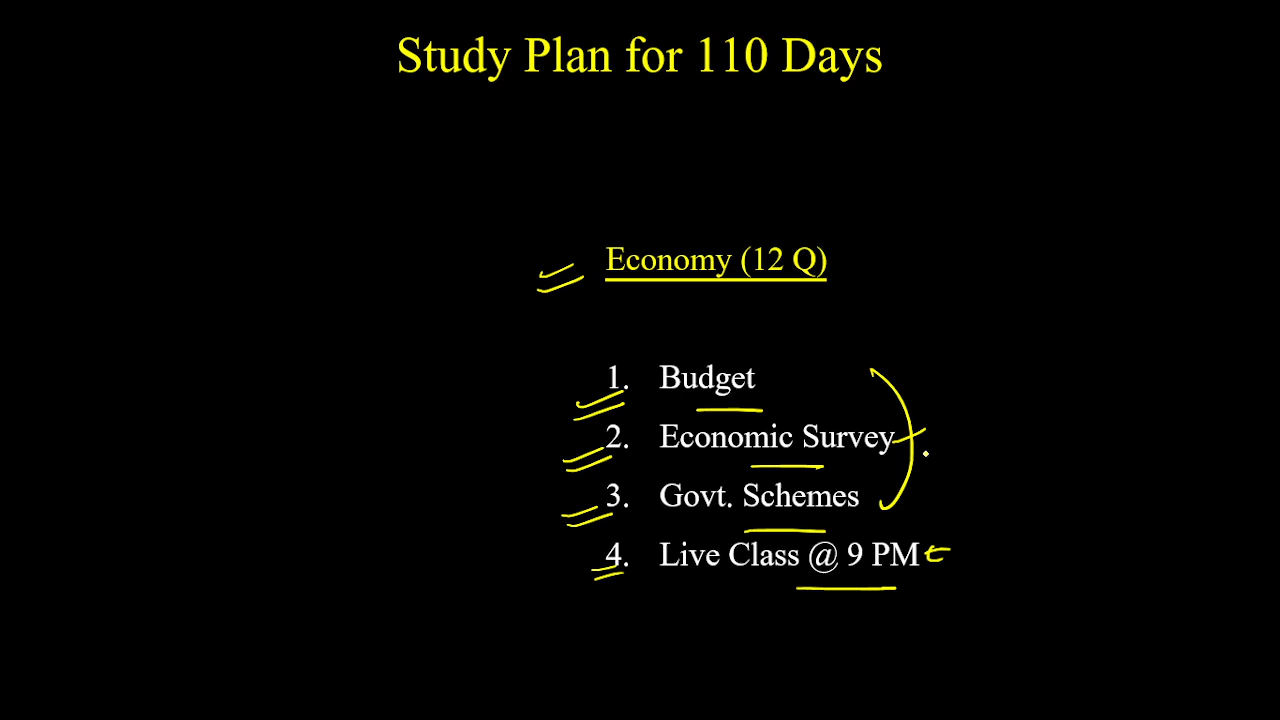 Study Plan for 110 Days
Economy (12 Q)
1. Budget
2. Economic Survey
3. Govt. Schemes
4. Live Class @ 9 PM